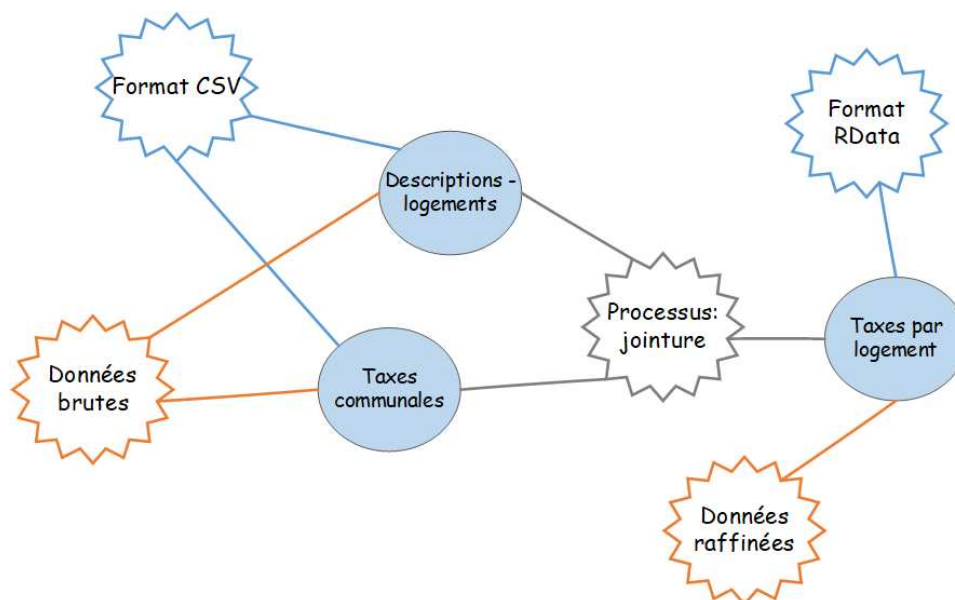 Format CSV
Format
RData
Descriptions -
logements
Processus:
jointure
Taxes par
logement
Données
brutes
Taxes
communales
Données
raffinées